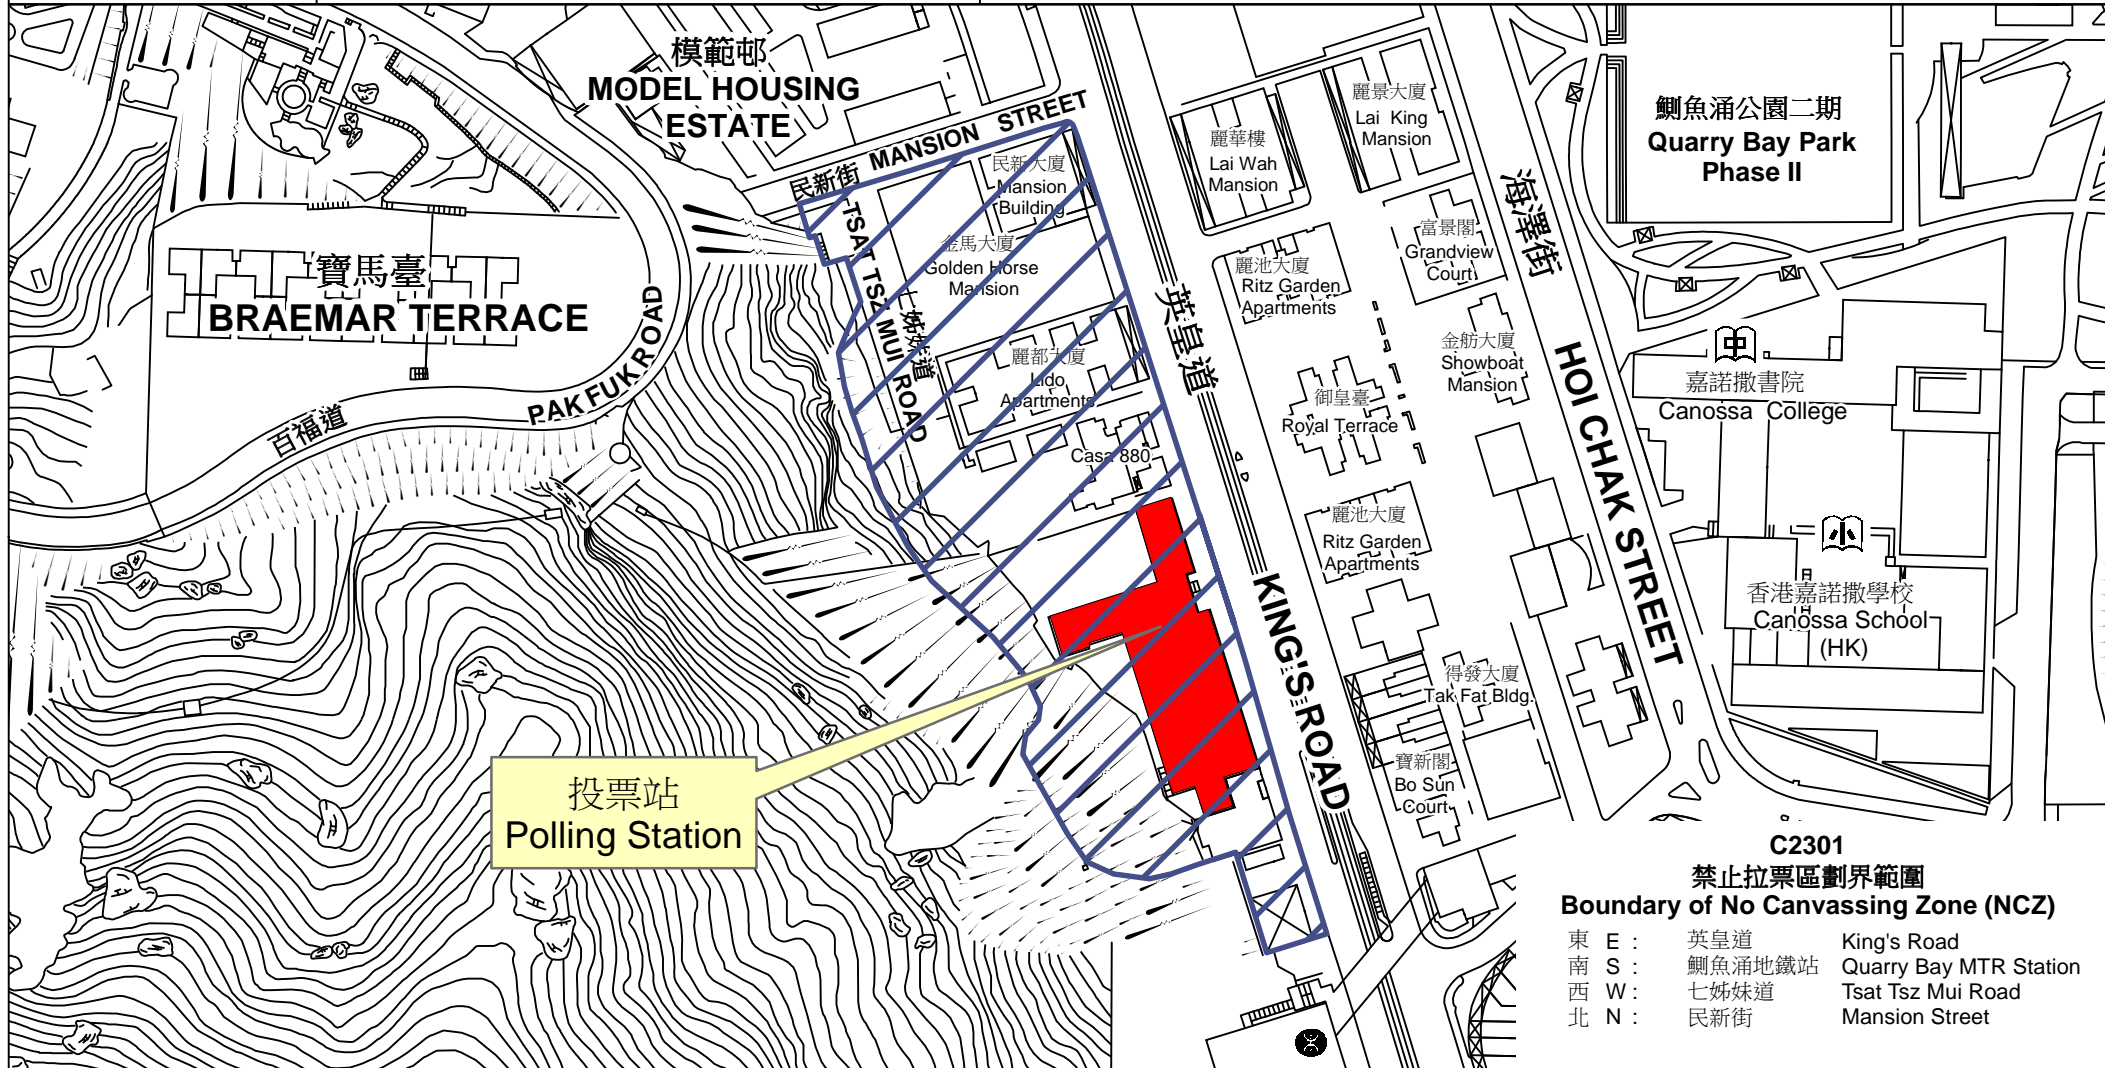 模範邨
MODEL HOUSING
ESTATE
民新街 MANSION STREET
民新大廈
Mansion
Building
金馬大廈
Golden Horse
Mansion
TSAT TSZ MUI ROAD
七姊妹道
麗都大廈
Lido
Apartments
Casa 880
寶馬臺
BRAEMAR TERRACE
百福道
PAK FUK ROAD
英皇道
KING'S ROAD
麗華樓
Lai Wah
Mansion
麗景大廈
Lai King
Mansion
麗池大廈
Ritz Garden
Apartments
富景閣
Grandview
Court
金舫大廈
Showboat
Mansion
御皇臺
Royal Terrace
麗池大廈
Ritz Garden
Apartments
得發大廈
Tak Fat Bldg.
寶新閣
Bo Sun
Court
海澤街
HOI CHAK STREET
鰂魚涌公園二期
Quarry Bay Park
Phase II
中
嘉諾撒書院
Canossa College
小
香港嘉諾撒學校
Canossa School
(HK)
投票站
Polling Station
C2301
禁止拉票區劃界範圍
Boundary of No Canvassing Zone (NCZ)
東 E : 英皇道 King's Road
南 S : 鰂魚涌地鐵站 Quarry Bay MTR Station
西 W : 七姊妹道 Tsat Tsz Mui Road
北 N : 民新街 Mansion Street